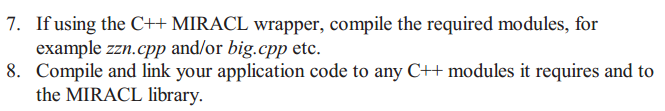 7. If using the C++ MIRACL wrapper, compile the required modules, for
example zzn.cpp and/or big.cpp etc.
8. Compile and link your application code to any C++ modules it requires and to
the MIRACL library.